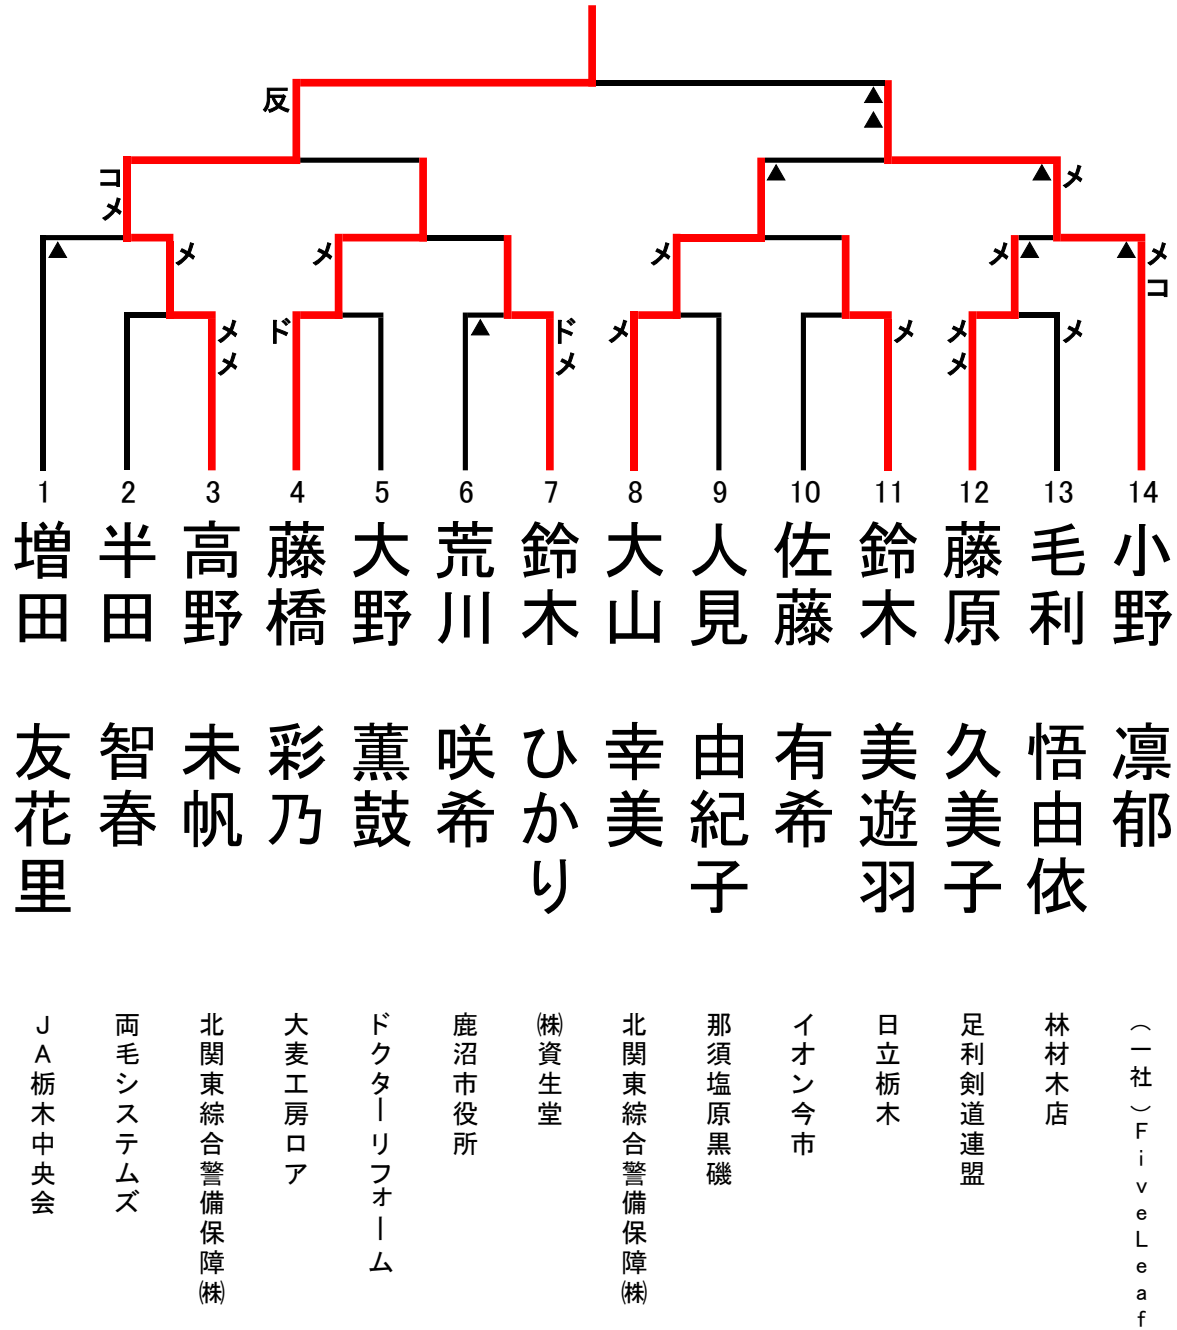 反
▲
▲
コ
メ
▲
▲
メ
▲
メ
メ
メ
メ
▲
▲
メ
コ
メ
メ
ド
▲
ド
メ
メ
メ
メ
メ
メ
1
2
3
4
5
6
7
8
9
10
11
12
13
14
増田 友花里
半田 智春
高野 未帆
藤橋 彩乃
大野 薫鼓
荒川 咲希
鈴木 ひかり
大山 幸美
人見 由紀子
佐藤 有希
鈴木 美遊羽
藤原 久美子
毛利 悟由依
小野 凛郁
JA栃木中央会
両毛システムズ
北関東綜合警備保障㈱
大麦工房ロア
ドクターリフォーム
鹿沼市役所
㈱資生堂
北関東綜合警備保障㈱
那須塩原黒磯
イオン今市
日立栃木
足利剣道連盟
林材木店
（一社）FiveLeaf